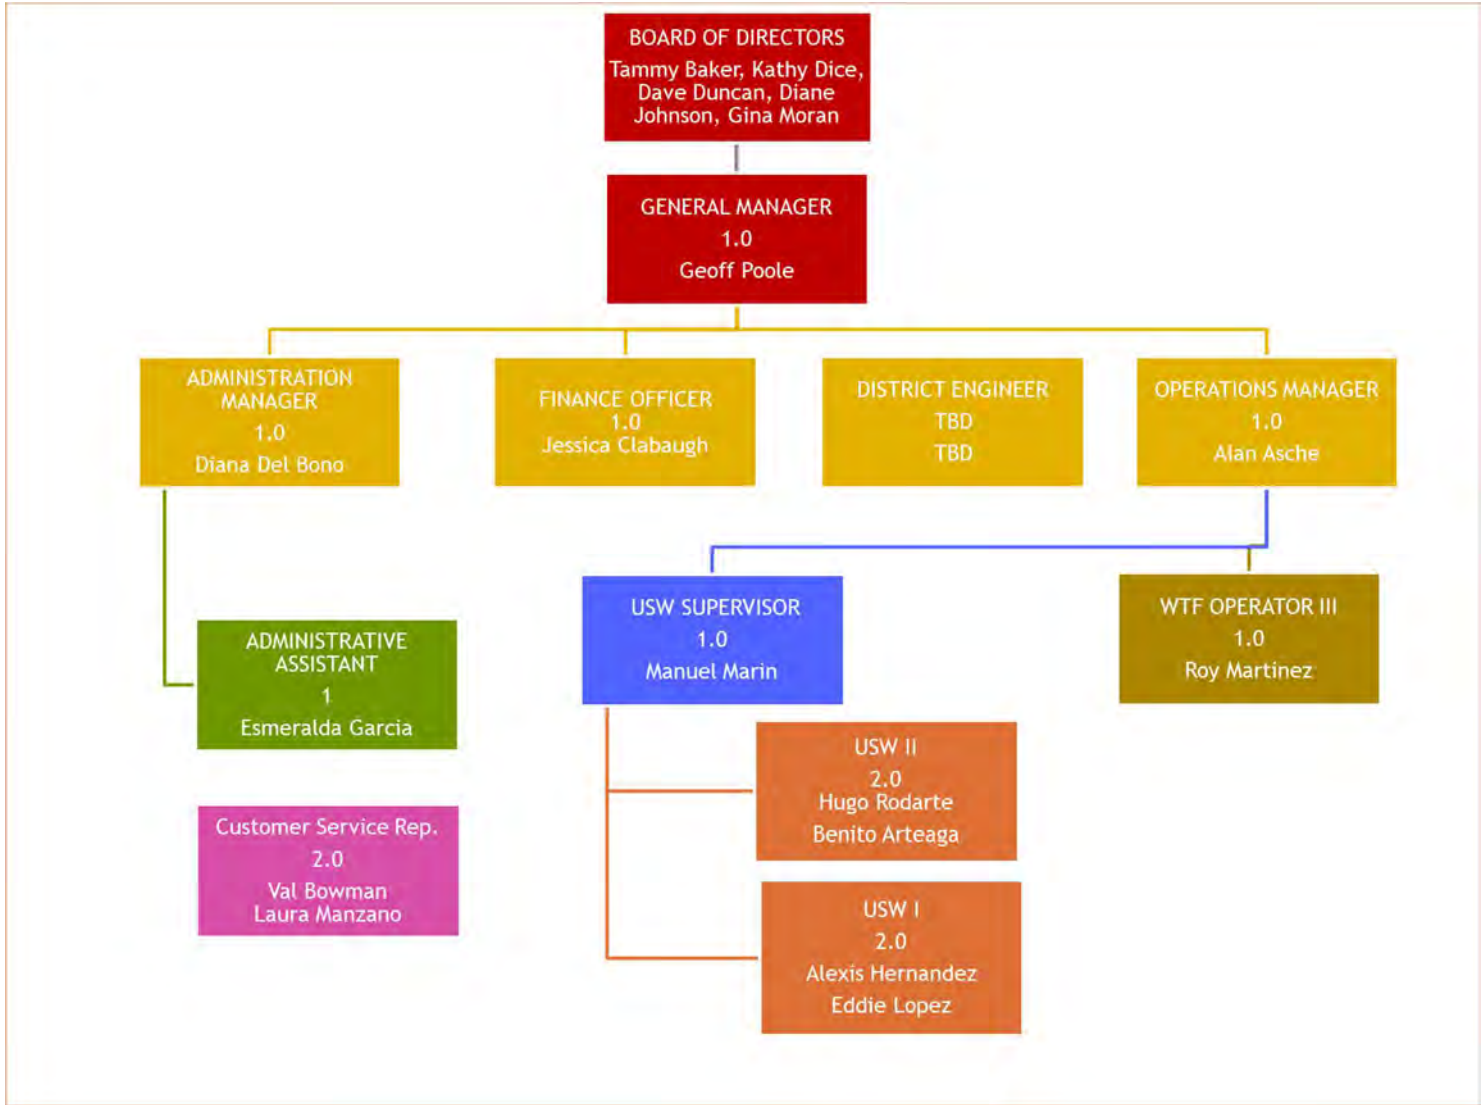 BOARD OF DIRECTORS
Tammy Baker, Kathy Dice,
Dave Duncan, Diane
Johnson, Gina Moran
GENERAL MANAGER
1.0
Geoff Poole
ADMINISTRATION
MANAGER
1.0
Diana Del Bono
FINANCE OFFICER
1.0
Jessica Clabaugh
DISTRICT ENGINEER
TBD
TBD
OPERATIONS MANAGER
1.0
Alan Asche
ADMINISTRATIVE
ASSISTANT
1
Esmeralda Garcia
Customer Service Rep.
2.0
Val Bowman
Laura Manzano
USW SUPERVISOR
1.0
Manuel Marin
USW II
2.0
Hugo Rodarte
Benito Arteaga
USW I
2.0
Alexis Hernandez
Eddie Lopez
WTF OPERATOR III
1.0
Roy Martinez